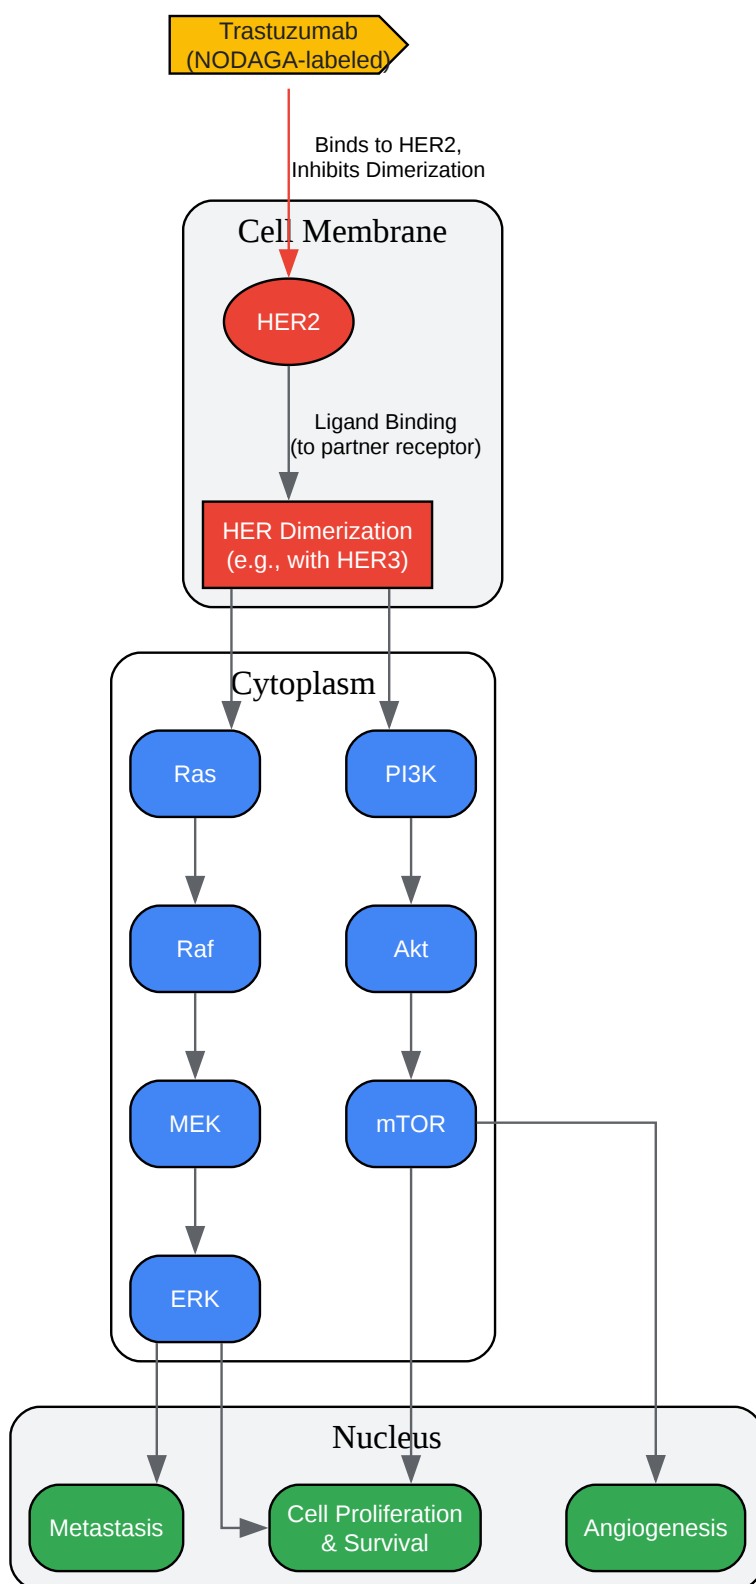 Trastuzumab
(NODAGA-labeled)
Binds to HER2,
Inhibits Dimerization
Cell Membrane
HER2
Ligand Binding
(to partner receptor)
HER Dimerization
(e.g., with HER3)
Cytoplasm
Ras
PI3K
Raf
Akt
MEK
mTOR
ERK
Nucleus
Metastasis
Cell Proliferation
& Survival
Angiogenesis